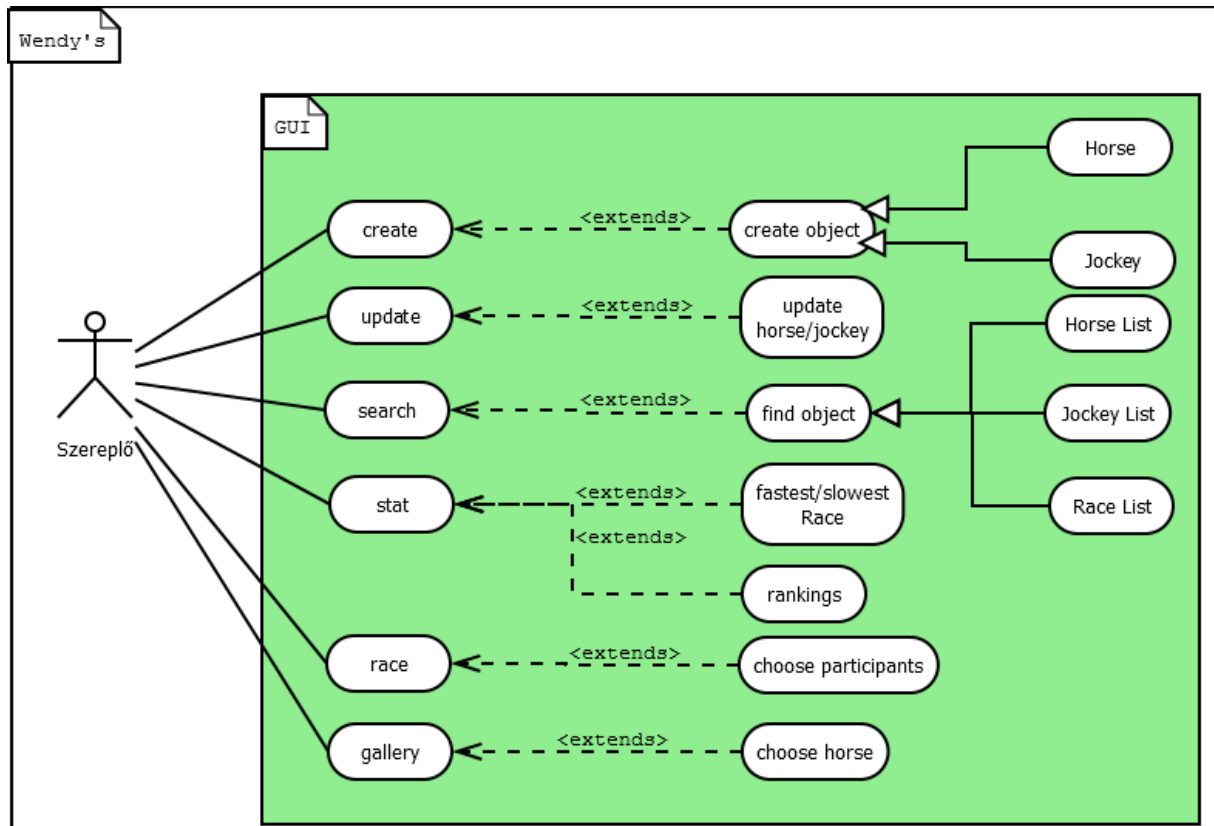 Wendy's
GUI
Horse
create
<extends>
create object
Jockey
update
<extends>
update
horse/jockey
Horse List
search
<extends>
find object
Jockey List
Szereplő
stat
<extends>
fastest/slowest
Race
Race List
<extends>
rankings
race
<extends>
choose participants
gallery
<extends>
choose horse